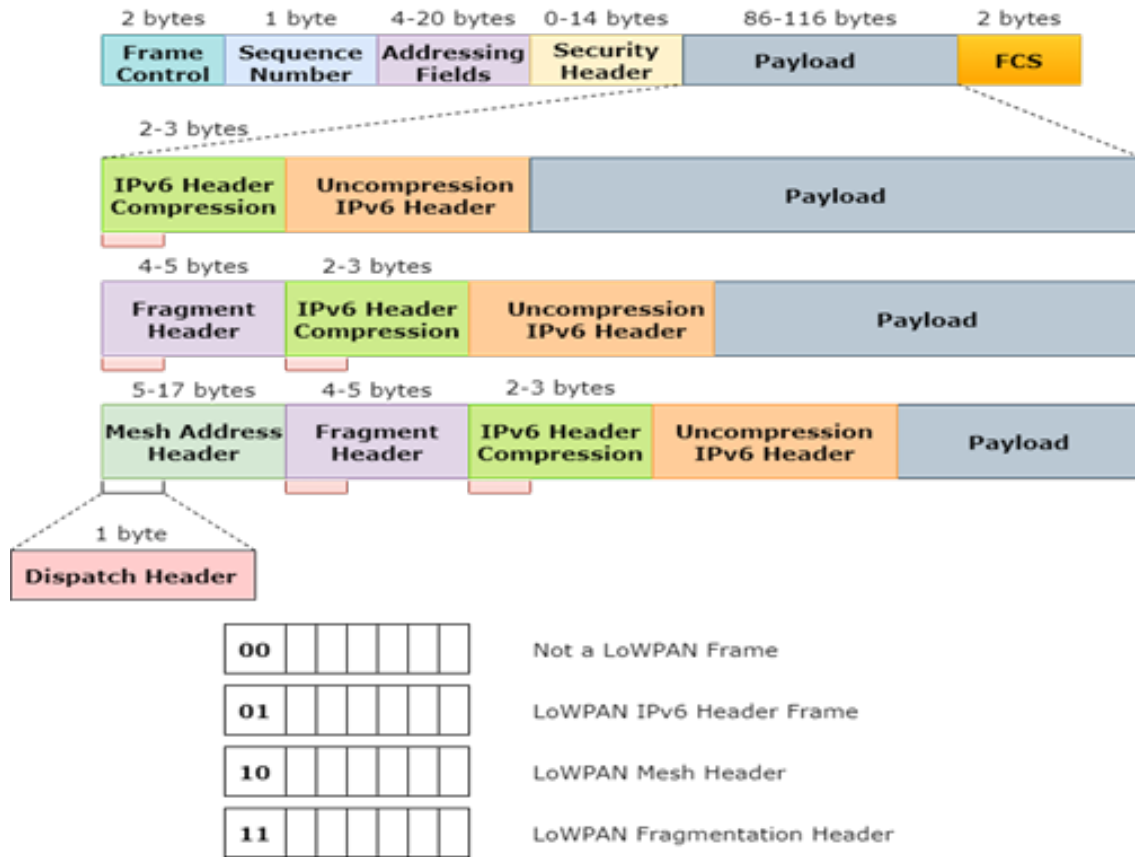 2 bytes 1 byte 4-20 bytes 0-14 bytes 86-116 bytes 2 bytes
Frame Control Sequence Number Addressing Fields Security Header Payload FCS
2-3 bytes
IPv6 Header Compression Uncompression IPv6 Header Payload
4-5 bytes 2-3 bytes
Fragment Header IPv6 Header Compression Uncompression IPv6 Header Payload
5-17 bytes 4-5 bytes 2-3 bytes
Mesh Address Header Fragment Header IPv6 Header Compression Uncompression IPv6 Header Payload
1 byte
Dispatch Header
00 Not a LoWPAN Frame
01 LoWPAN IPv6 Header Frame
10 LoWPAN Mesh Header
11 LoWPAN Fragmentation Header